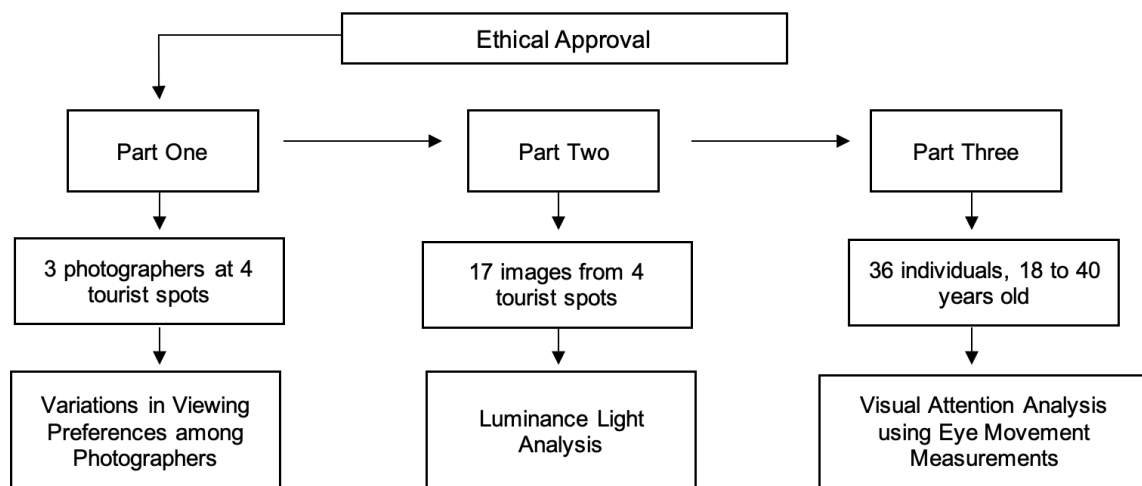 Ethical Approval
Part One
Part Two
Part Three
3 photographers at 4
tourist spots
17 images from 4
tourist spots
36 individuals, 18 to 40
years old
Variations in Viewing
Preferences among
Photographers
Luminance Light
Analysis
Visual Attention Analysis
using Eye Movement
Measurements